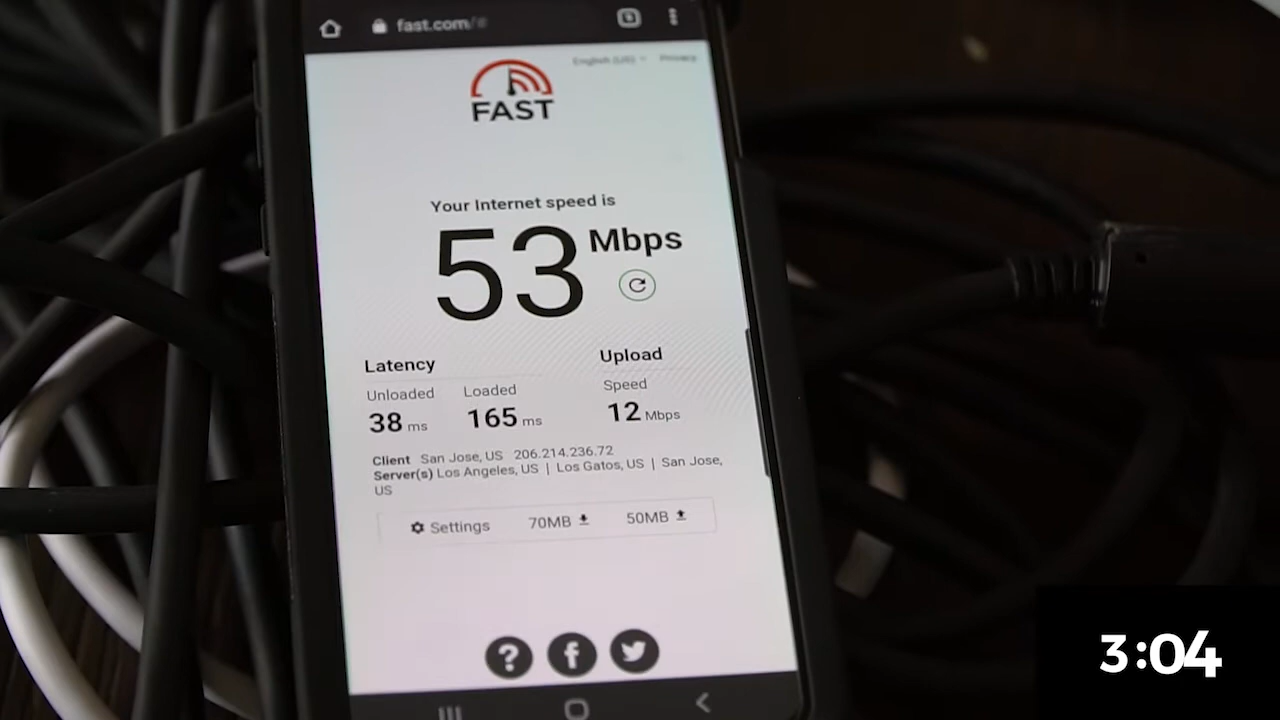 fast.com/#
English (US) Privacy
FAST
Your Internet speed is
53 Mbps
Latency Upload
Unloaded Loaded Speed
38 ms 165 ms 12 Mbps
Client San Jose, US 206.214.236.72
Server(s) Los Angeles, US | Los Gatos, US | San Jose,
US
Settings 70MB 50MB
3:04